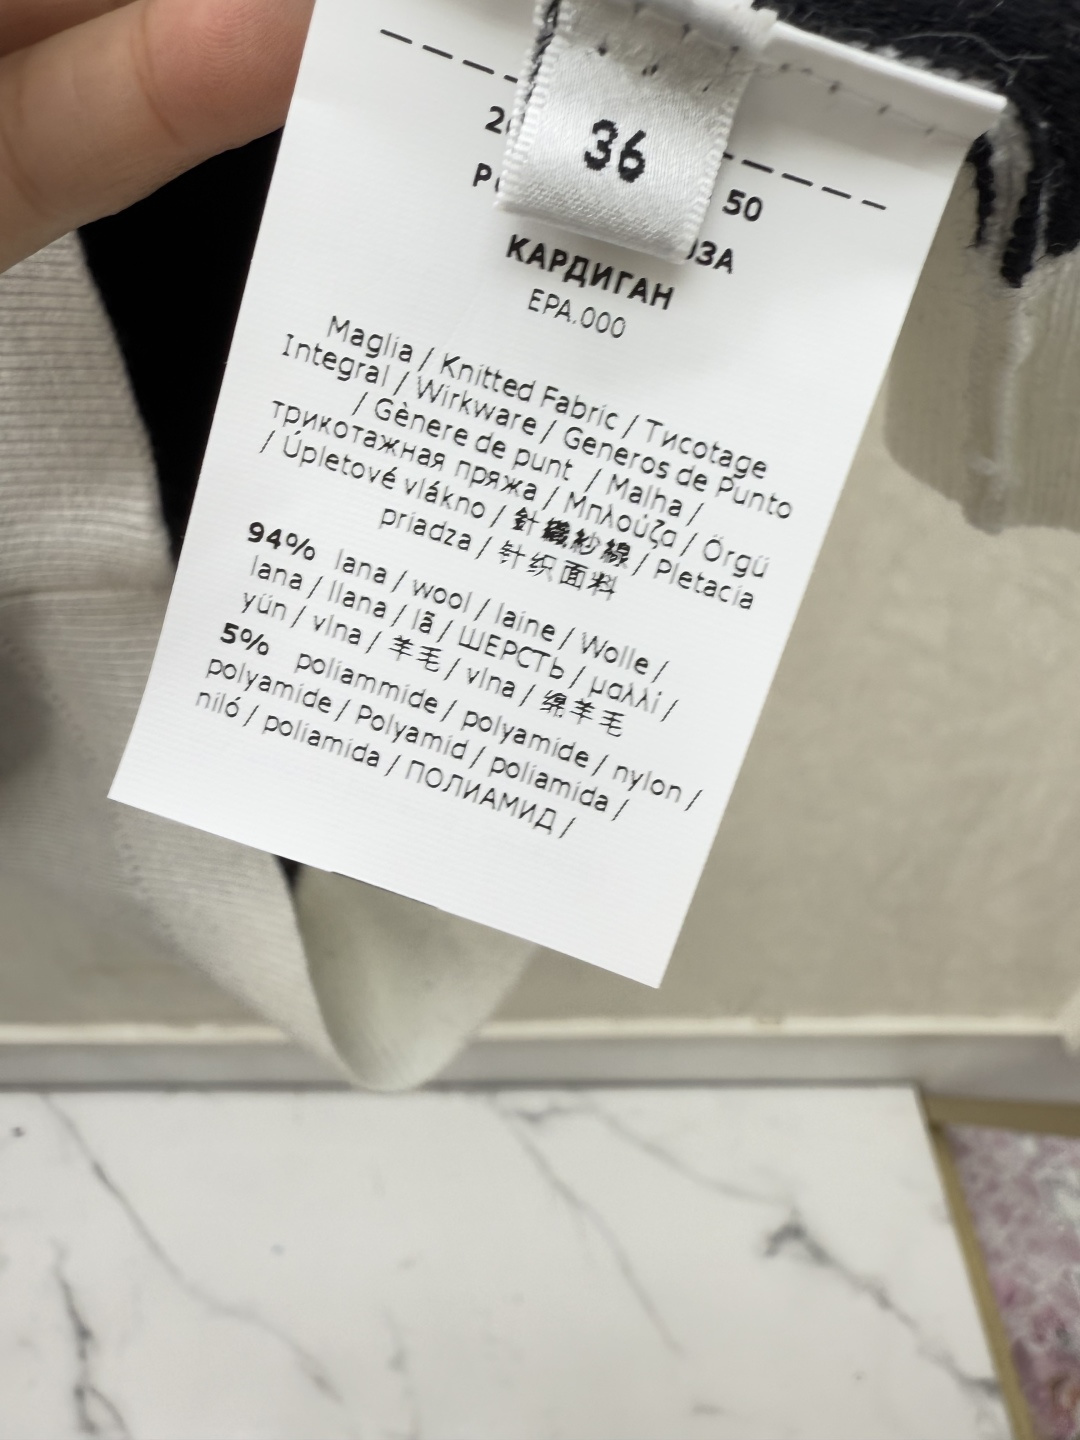 36
50
КАРДИГАН
EPA.000
Maglia / Knitted Fabric / Tиcotage
Integral / Wirkware / Generos de Punto
/ Gènere de punt / Malha /
трикотажная пряжа / Μπλούζα / Örgü
/ Úpletové vlákno / 針織紗線 / Pletacia
priadza / 针织面料
94% lana / wool / laine / Wolle /
lana / llana / lã / ШЕРСТЬ / μαλλί /
yün / vlna / 羊毛 / vlna / 绵羊毛
5% poliammide / polyamide / nylon /
polyamide / Polyamid / poliamida /
niló / poliamida / ПОЛИАМИД /